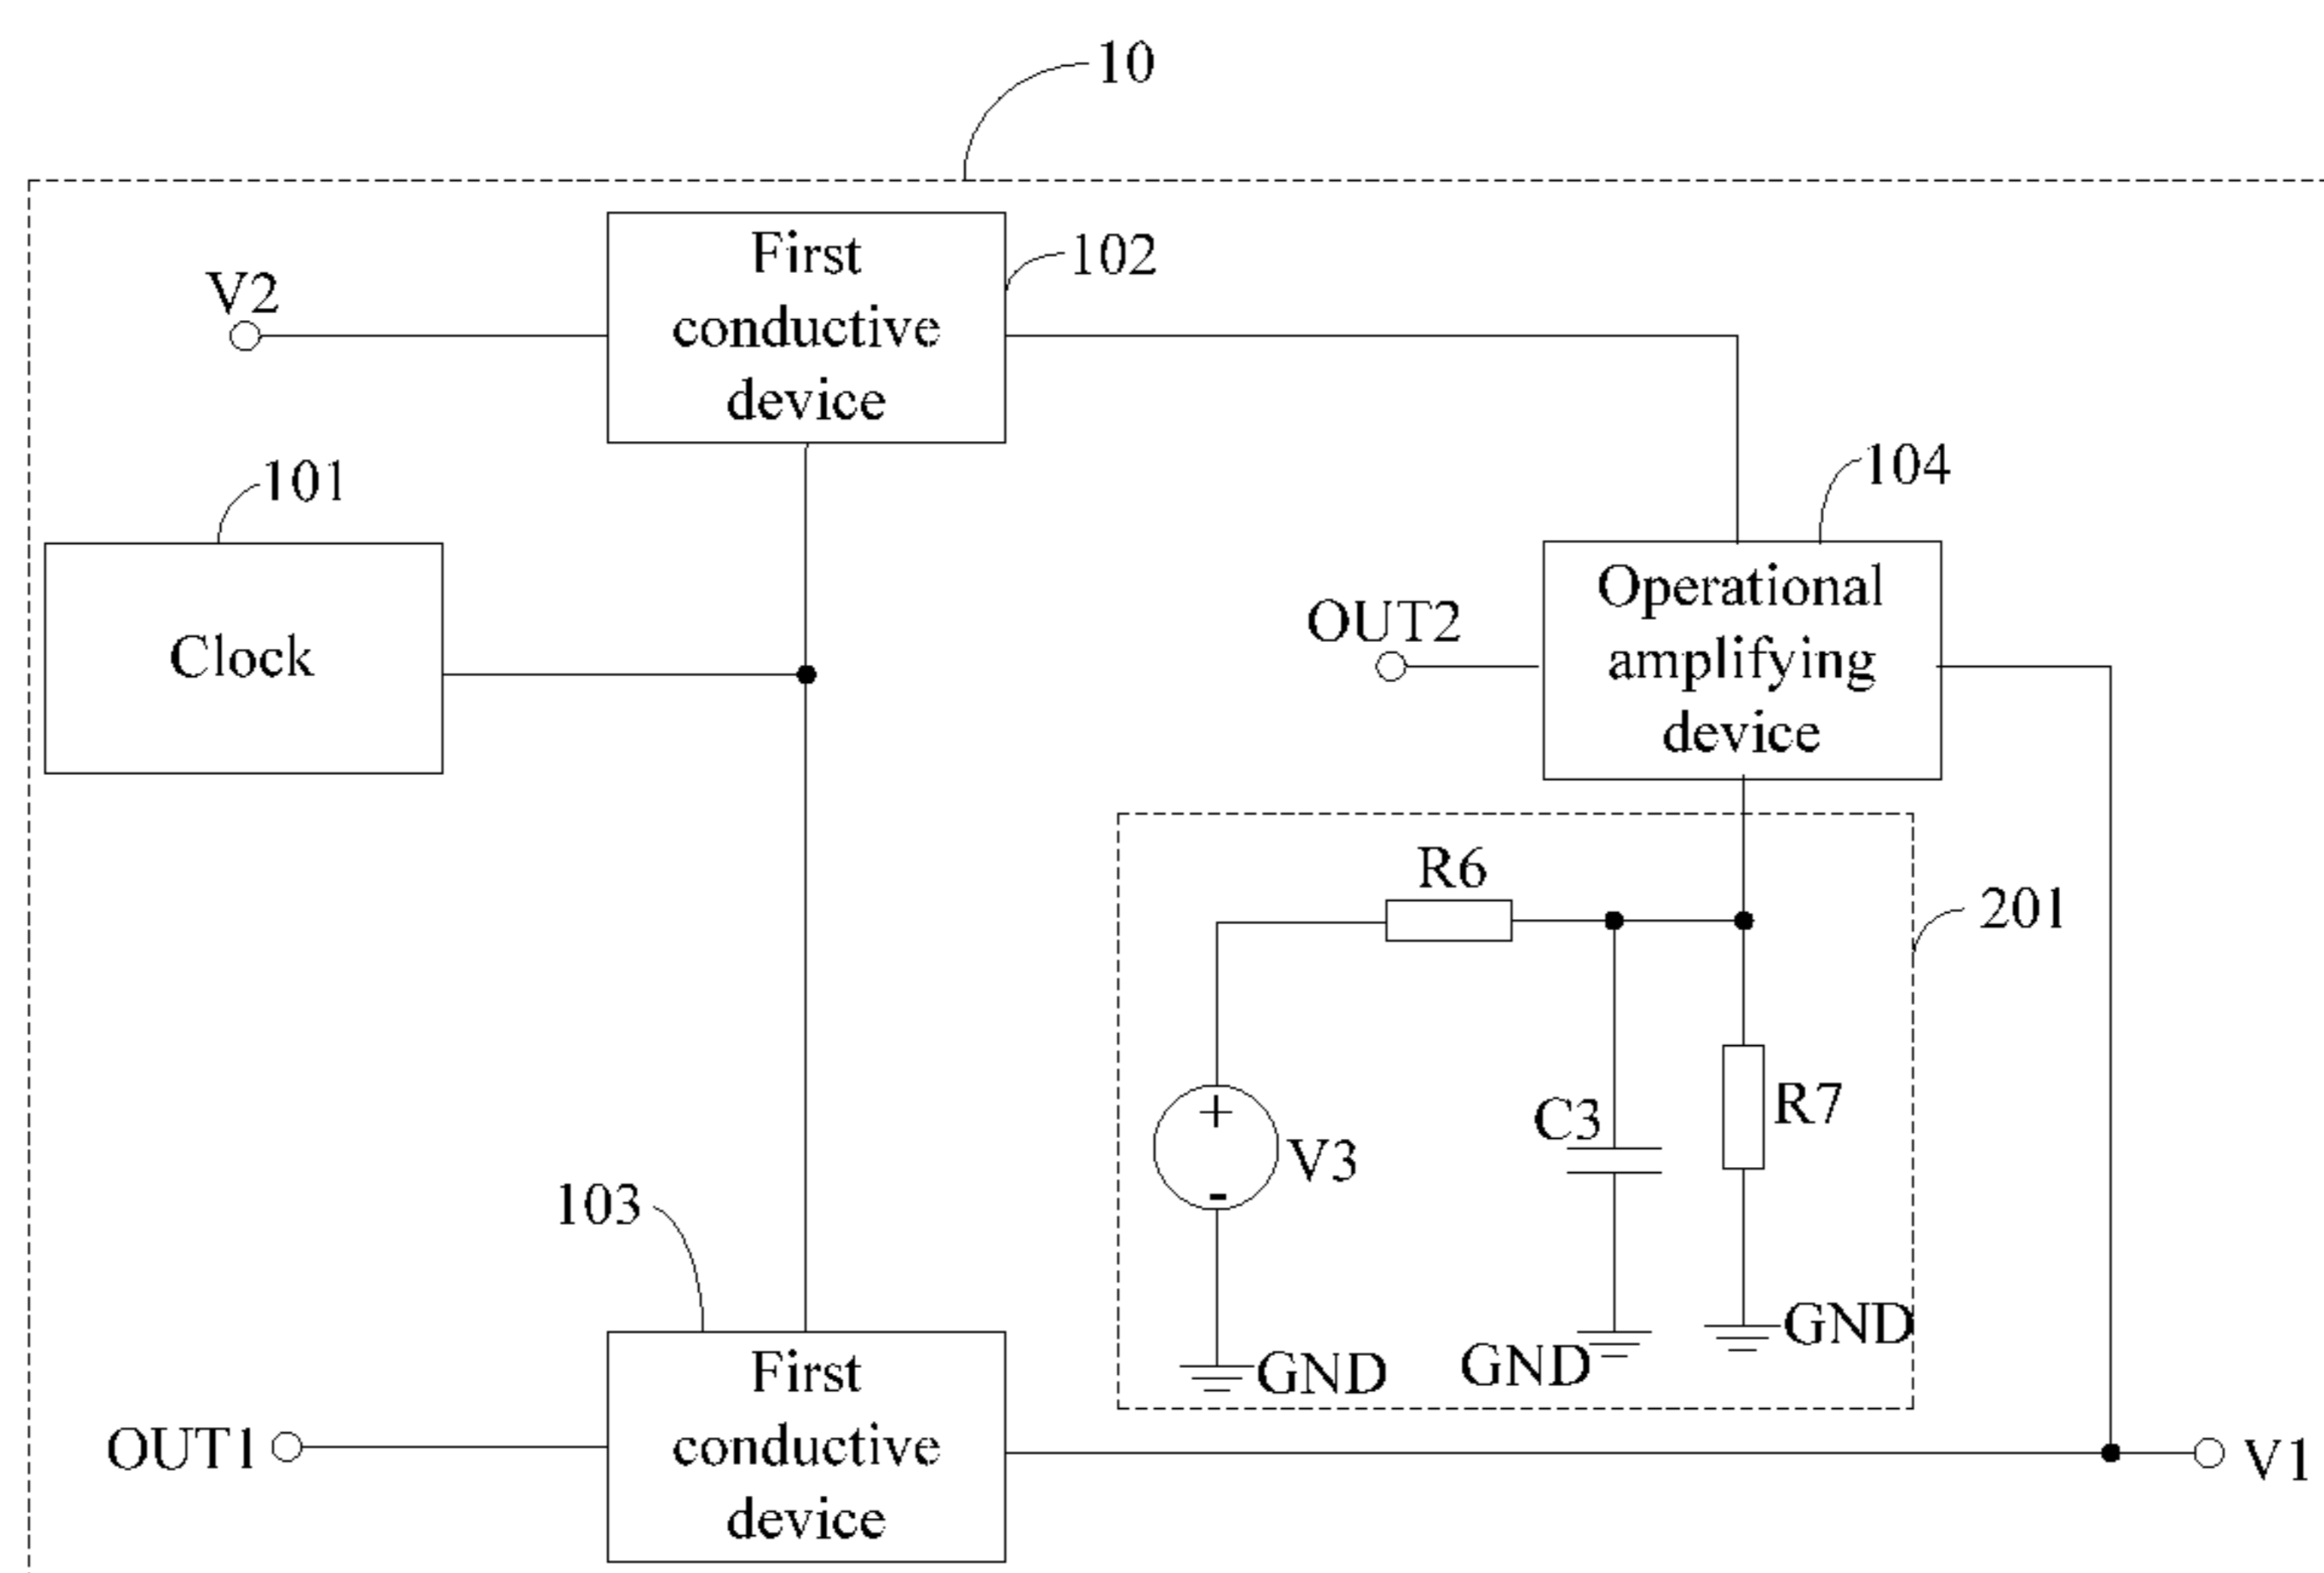 10
First
conductive
device
102
V2
101
Clock
104
Operational
amplifying
device
OUT2
R6
201
+
V3
-
C3
R7
GND
GND
GND
103
First
conductive
device
OUT1
V1